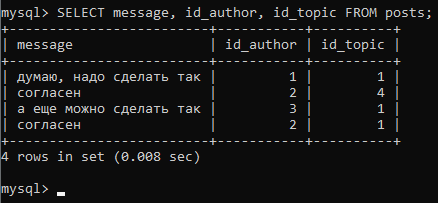 mysql> SELECT message, id_author, id_topic FROM posts;
+-------------------------+-----------+----------+
| message                 | id_author | id_topic |
+-------------------------+-----------+----------+
| думаю, надо сделать так |         1 |        1 |
| согласен                |         2 |        4 |
| а еще можно сделать так |         3 |        1 |
| согласен                |         2 |        1 |
+-------------------------+-----------+----------+
4 rows in set (0.008 sec)
mysql>